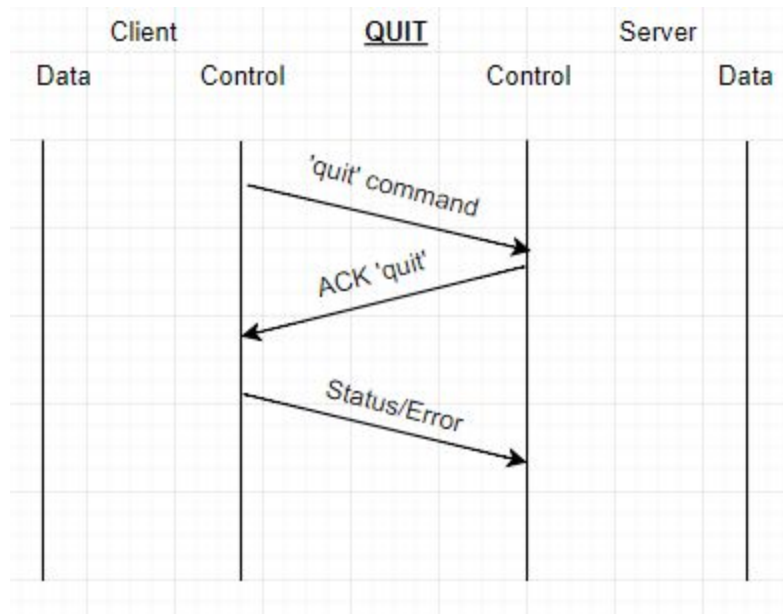 Client QUIT Server
Data Control Control Data
'quit' command
ACK 'quit'
Status/Error